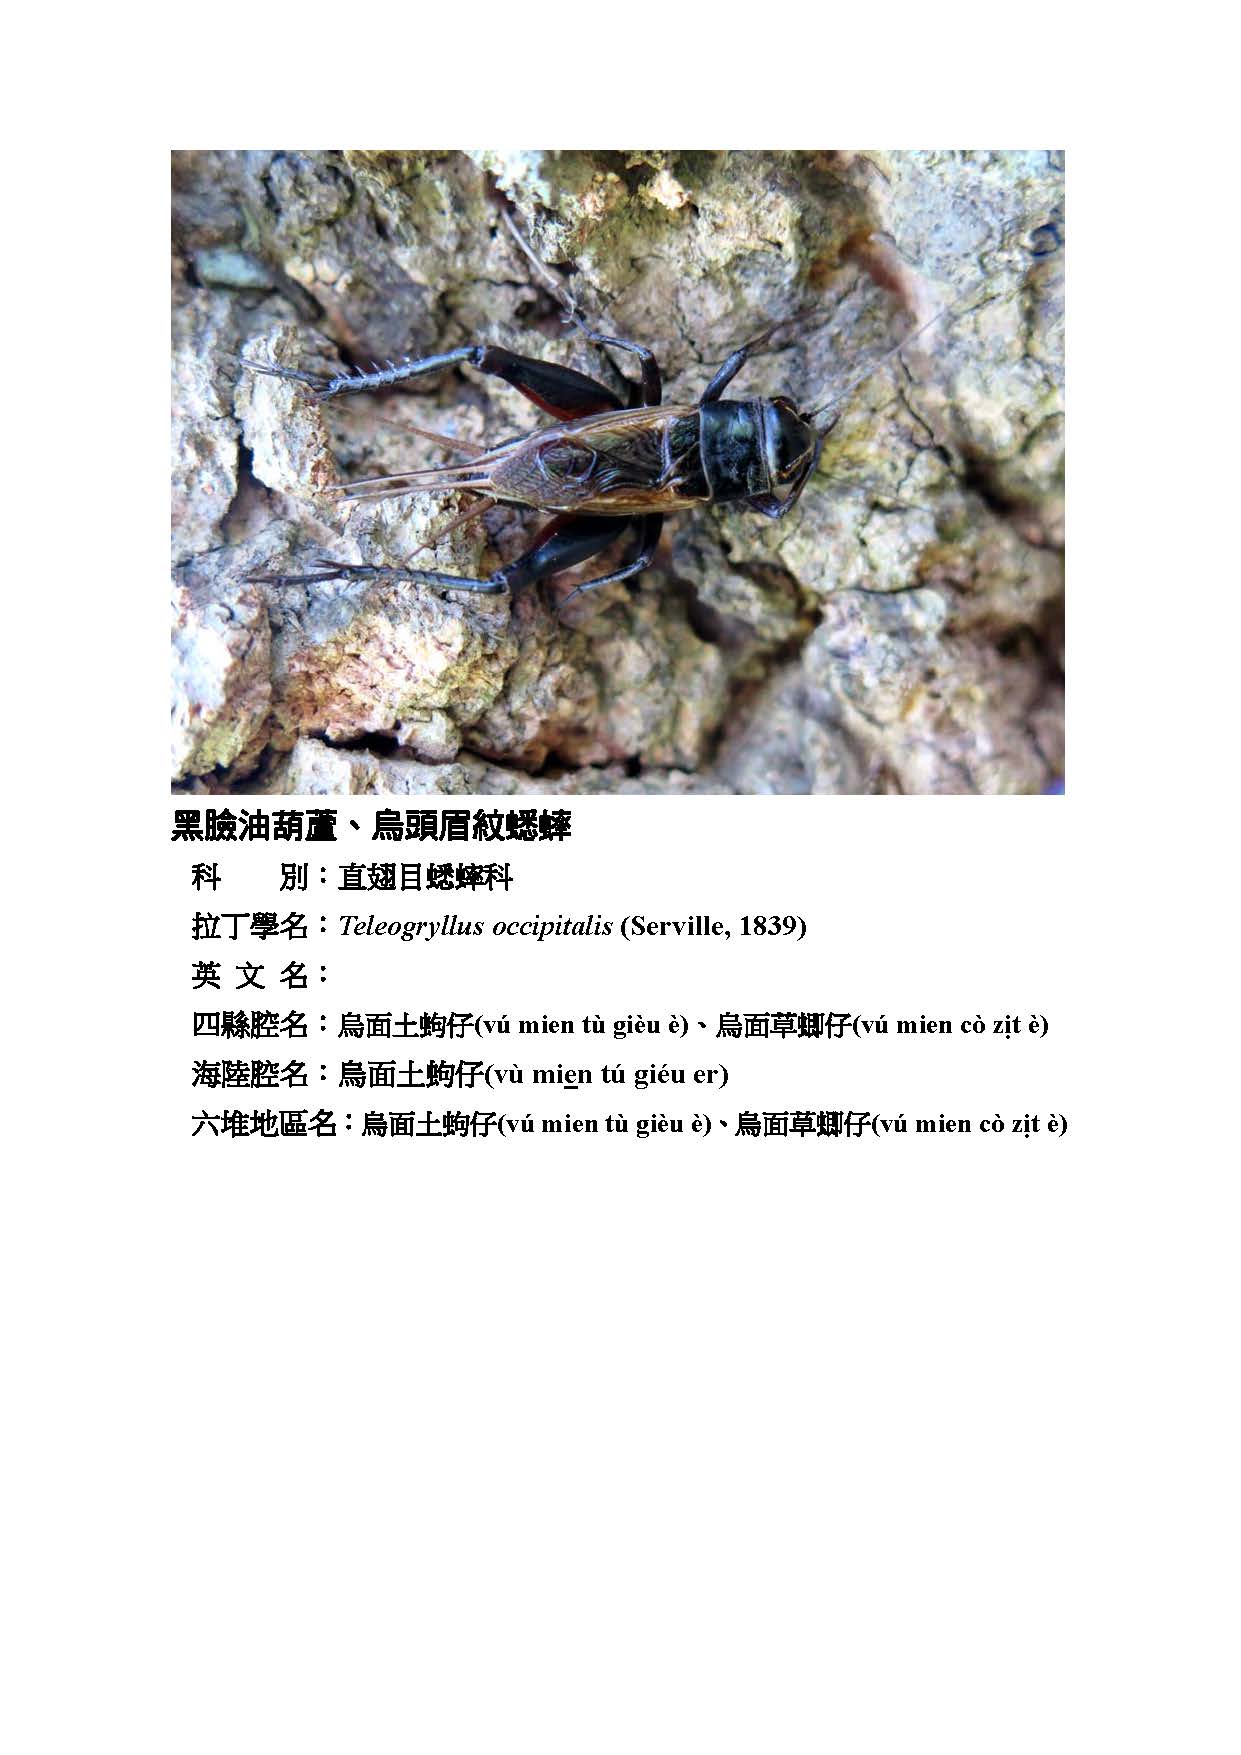 黑臉油葫蘆、烏頭眉紋蟋蟀
科　　別：直翅目蟋蟀科
拉丁學名：Teleogryllus occipitalis (Serville, 1839)
英 文 名：
四縣腔名：烏面土蚼仔(vú mien tù gièu è)、烏面草蝍仔(vú mien cò zṳt è)
海陸腔名：烏面土蚼仔(vù mien tú giéu er)
六堆地區名：烏面土蚼仔(vú mien tù gièu è)、烏面草蝍仔(vú mien cò zịt è)